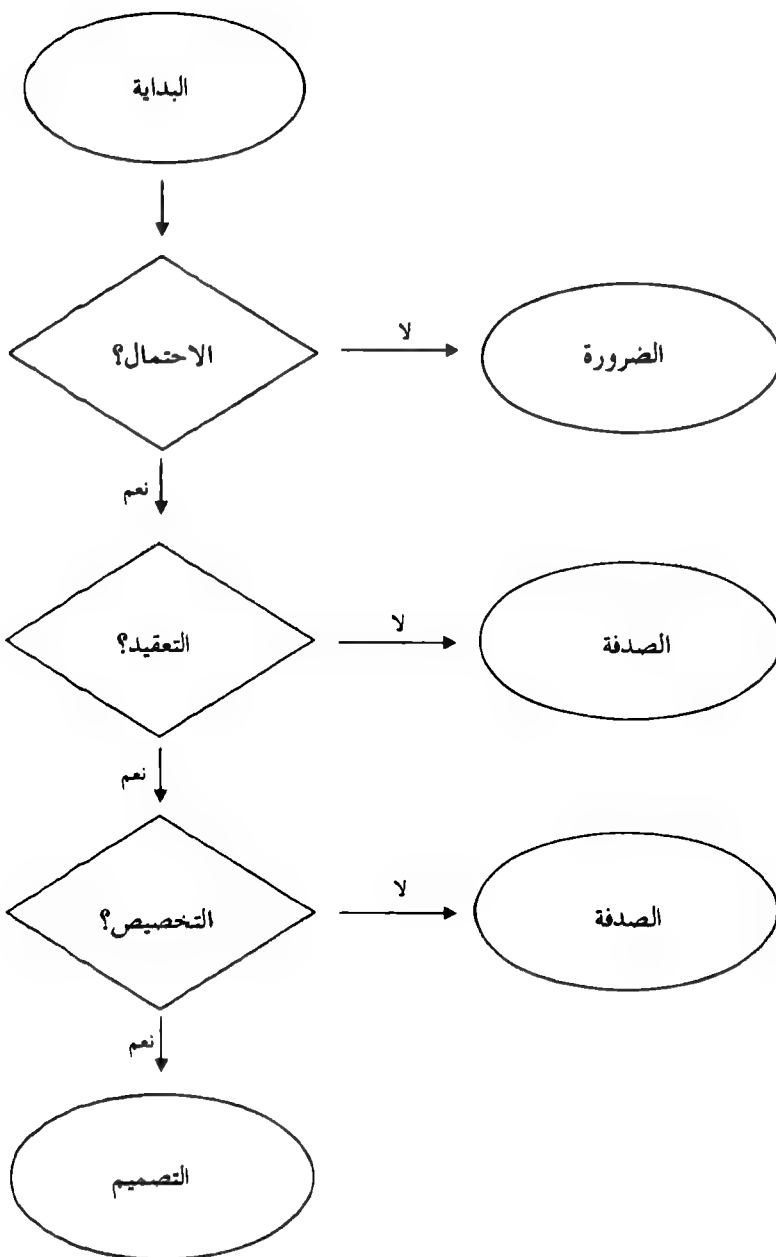 البداية
الاحتمال؟
لا
الضرورة
نعم
التعقيد؟
لا
الصدفة
نعم
التخصيص؟
لا
الصدفة
نعم
التصميم